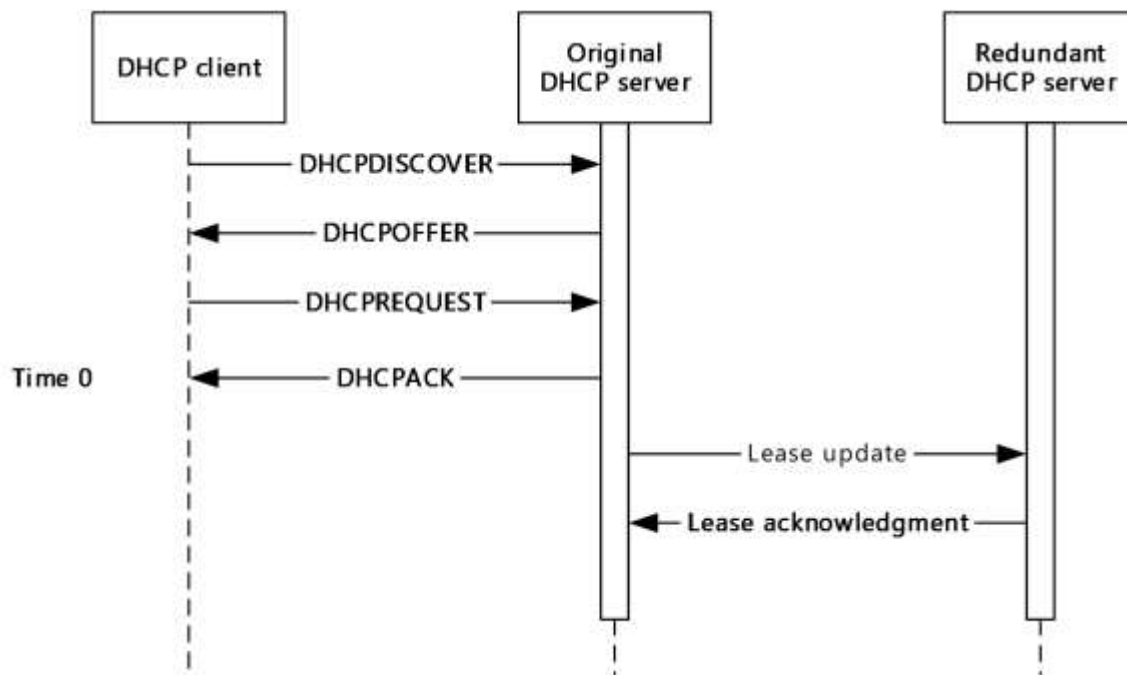 DHCP client
Original
DHCP server
Redundant
DHCP server
DHCPDISCOVER
DHCPOFFER
DHCPREQUEST
Time 0
DHCPACK
Lease update
Lease acknowledgment